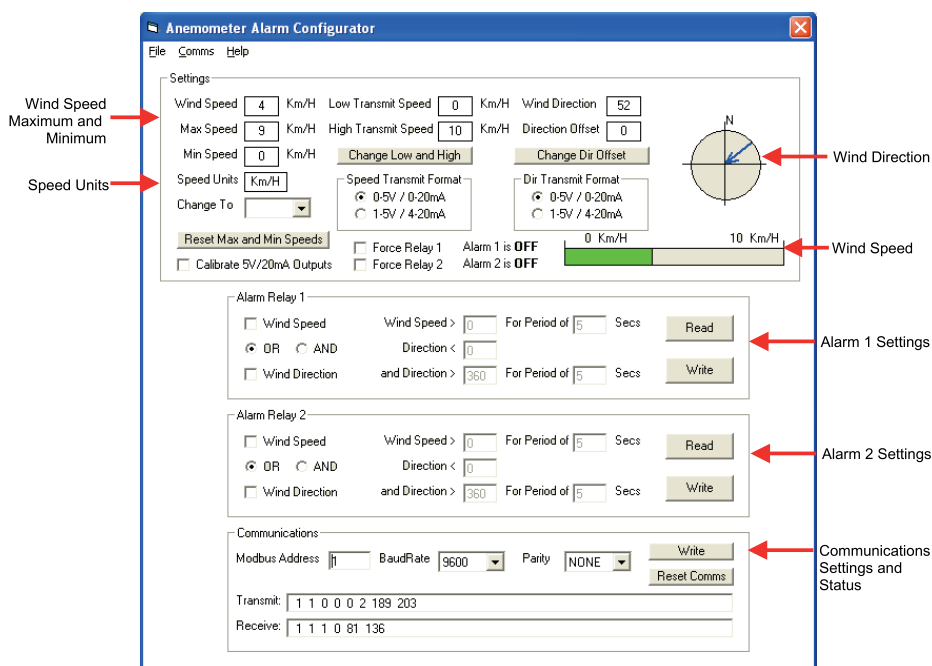 Anemometer Alarm Configurator
File Comms Help
Settings
Wind Speed 4 Km/H Low Transmit Speed 0 Km/H Wind Direction 52
Max Speed 9 Km/H High Transmit Speed 10 Km/H Direction Offset 0
Min Speed 0 Km/H Change Low and High Change Dir Offset
Speed Units Km/H Speed Transmit Format Dir Transmit Format
0-5V / 0-20mA 0-5V / 0-20mA
Change To 1-5V / 4-20mA 1-5V / 4-20mA
N
0 Km/H 10 Km/H
Reset Max and Min Speeds Force Relay 1 Alarm 1 is OFF
Calibrate 5V/20mA Outputs Force Relay 2 Alarm 2 is OFF
Alarm Relay 1
Wind Speed Wind Speed > 0 For Period of 5 Secs Read
OR AND Direction < 0
Wind Direction and Direction > 360 For Period of 5 Secs Write
Alarm Relay 2
Wind Speed Wind Speed > 0 For Period of 5 Secs Read
OR AND Direction < 0
Wind Direction and Direction > 360 For Period of 5 Secs Write
Communications
Modbus Address 1 BaudRate 9600 Parity NONE Write
Reset Comms
Transmit: 1 1 0 0 0 2 189 203
Receive: 1 1 1 0 81 136
Wind Speed
Maximum and
Minimum
Speed Units
Wind Direction
Wind Speed
Alarm 1 Settings
Alarm 2 Settings
Communications
Settings and
Status